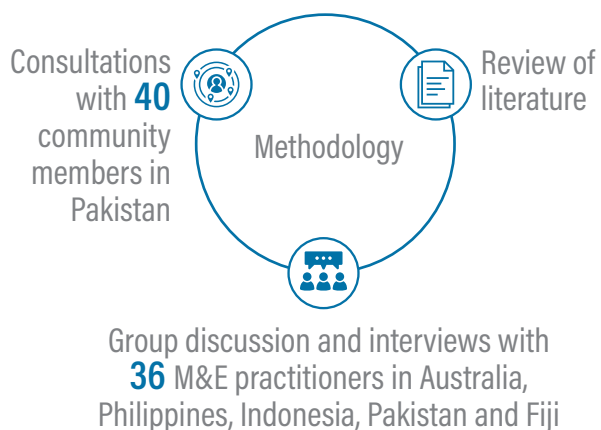 Consultations
with 40
community
members in
Pakistan
Review of
literature
Methodology
Group discussion and interviews with
36 M&E practitioners in Australia,
Philippines, Indonesia, Pakistan and Fiji